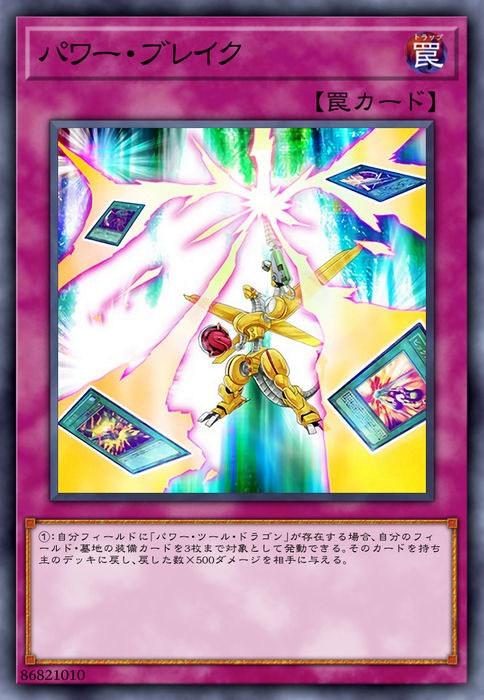 パワー・ブレイク
トラップ
罠
【罠カード】
①:自分フィールドに「パワー・ツール・ドラゴン」が存在する場合、自分のフィ
ールド・墓地の装備カードを3枚まで対象として発動できる。そのカードを持ち
主のデッキに戻し、戻した数×500ダメージを相手に与える。
86821010